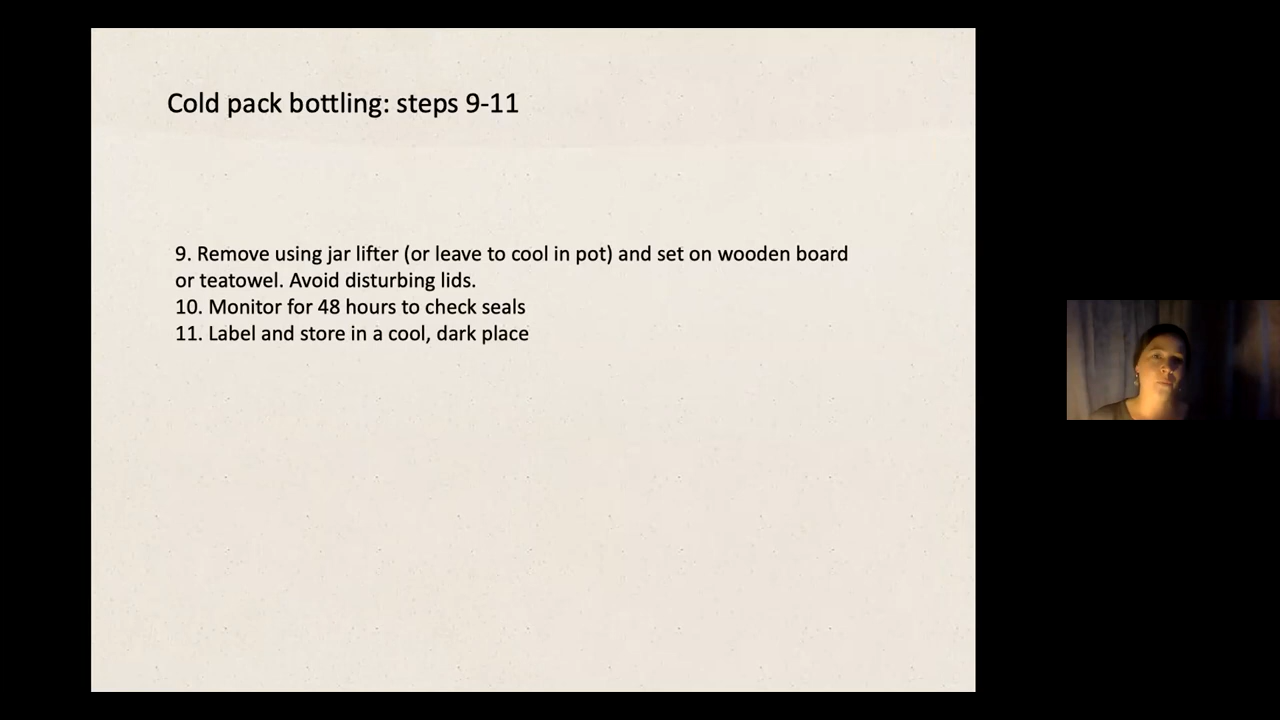 Cold pack bottling: steps 9-11
9. Remove using jar lifter (or leave to cool in pot) and set on wooden board
or teatowel. Avoid disturbing lids.
10. Monitor for 48 hours to check seals
11. Label and store in a cool, dark place